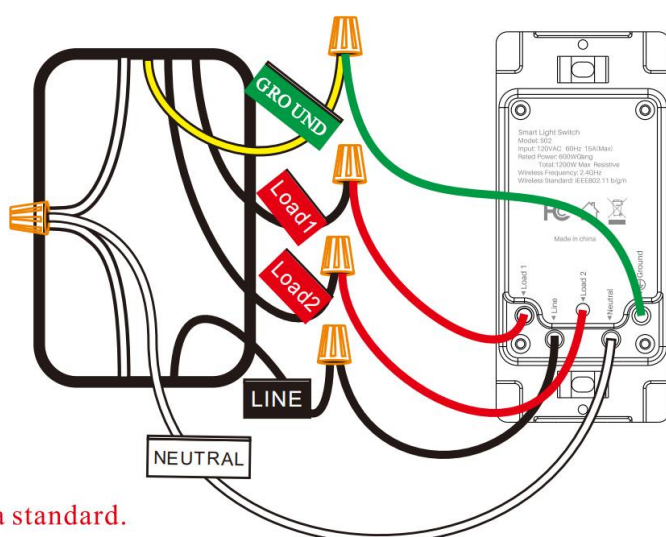 GROUND
Load1
Load2
LINE
NEUTRAL
a standard.
Smart Light Switch
Model: S02
Input: 120VAC 60Hz 15A(Max)
Rated Power: 600W/Gang
Total:1200W Max Resistive
Wireless Frequency: 2.4GHz
Wireless Standard: IEEE802.11 b/g/n
FC
Made in china
◄Load 1
◄Line
◄Load 2
◄Neutral
Ground